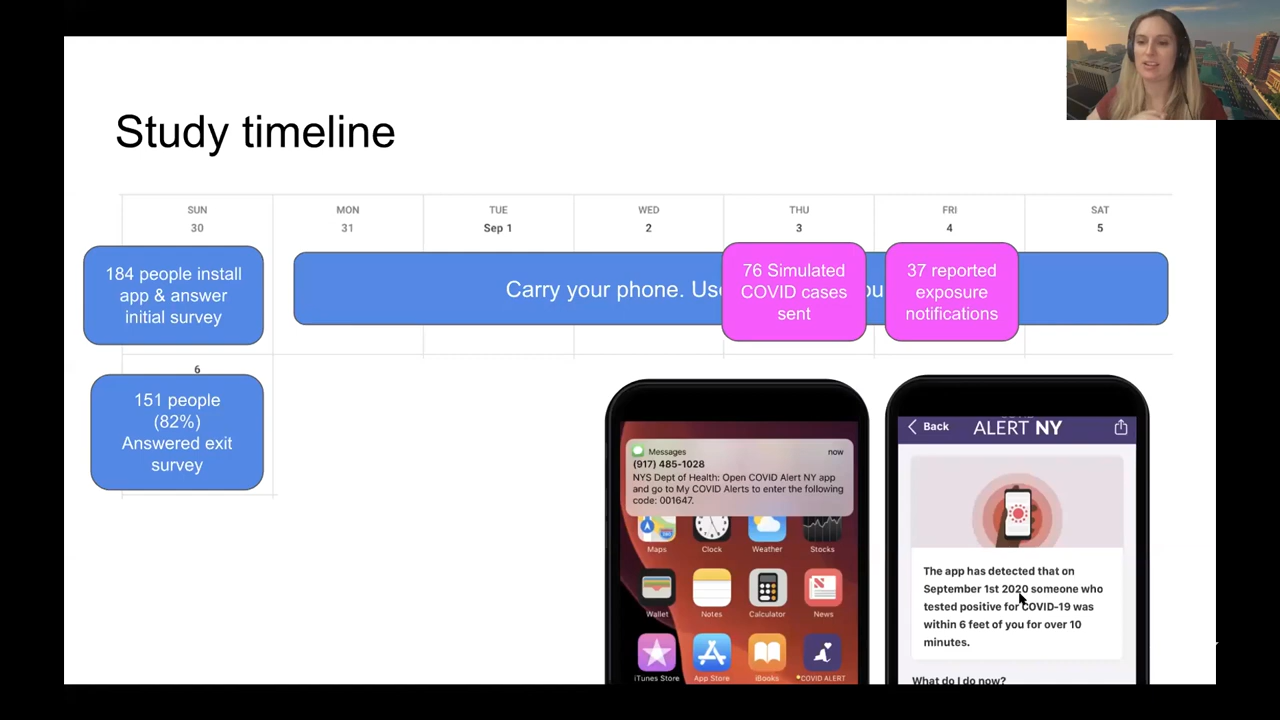 Study timeline
SUN MON TUE WED THU FRI SAT
30 31 Sep 1 2 3 4 5
184 people install
app & answer
initial survey
Carry your phone.
76 Simulated
COVID cases
sent
37 reported
exposure
notifications
6
151 people
(82%)
Answered exit
survey
Messages now
(917) 485-1028
NYS Dept of Health: Open COVID Alert NY app
and go to My COVID Alerts to enter the following
code: 001647.
Maps Clock Weather Stocks
Wallet Notes Calculator News
iTunes Store App Store iBooks COVID ALERT
Back ALERT NY
The app has detected that on
September 1st 2020 someone who
tested positive for COVID-19 was
within 6 feet of you for over 10
minutes.
What do I do now?